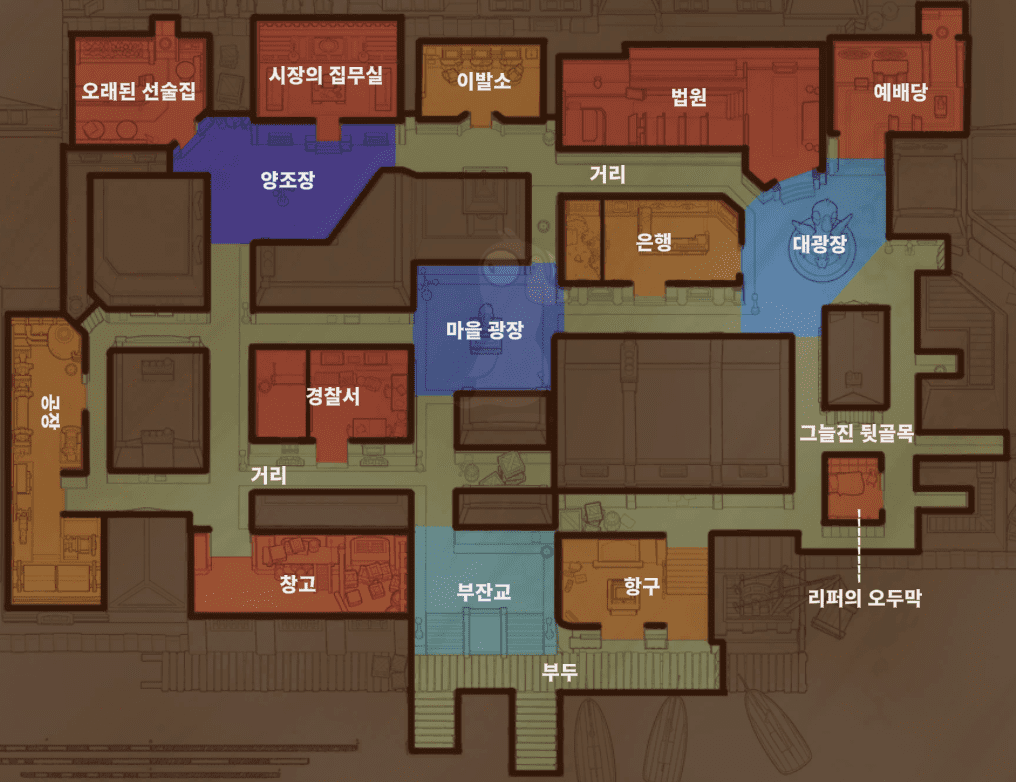 오래된 선술집
시장의 집무실
이발소
법원
예배당
양조장
거리
은행
대광장
마을 광장
경찰서
공장
그늘진 뒷골목
거리
창고
부잔교
항구
리퍼의 오두막
부두